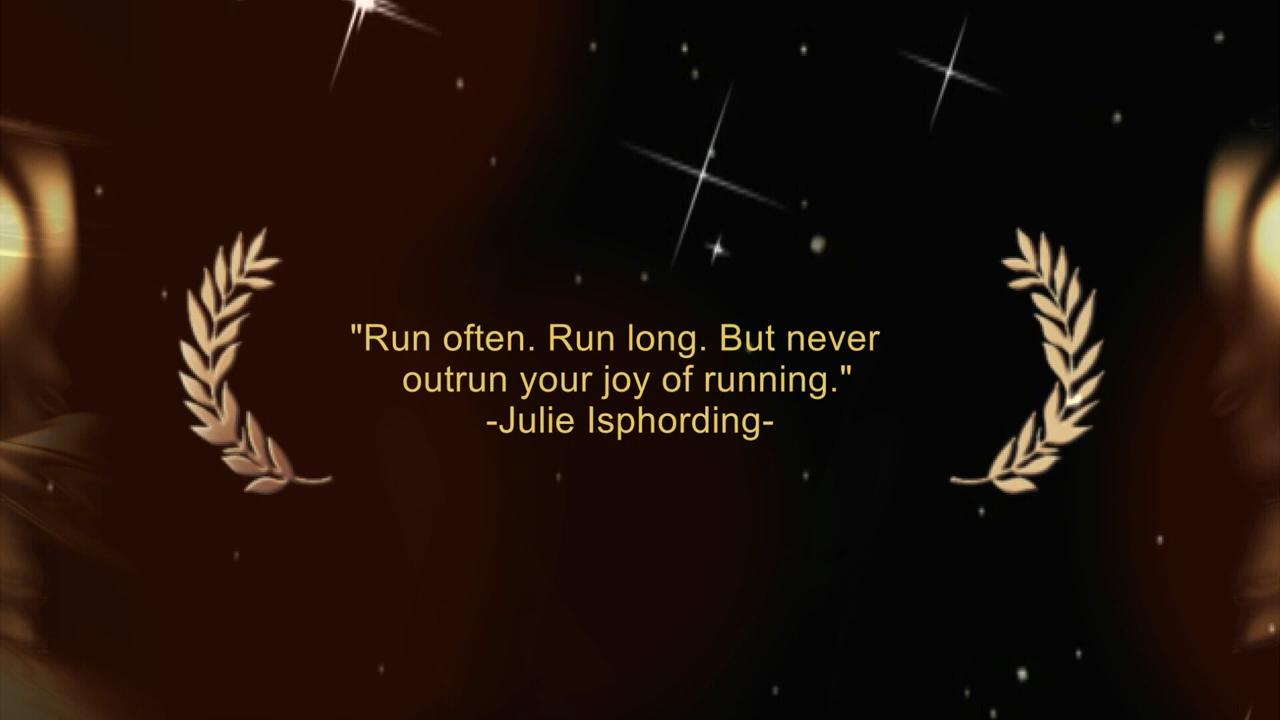 "Run often. Run long. But never
outrun your joy of running."
-Julie Isphording-